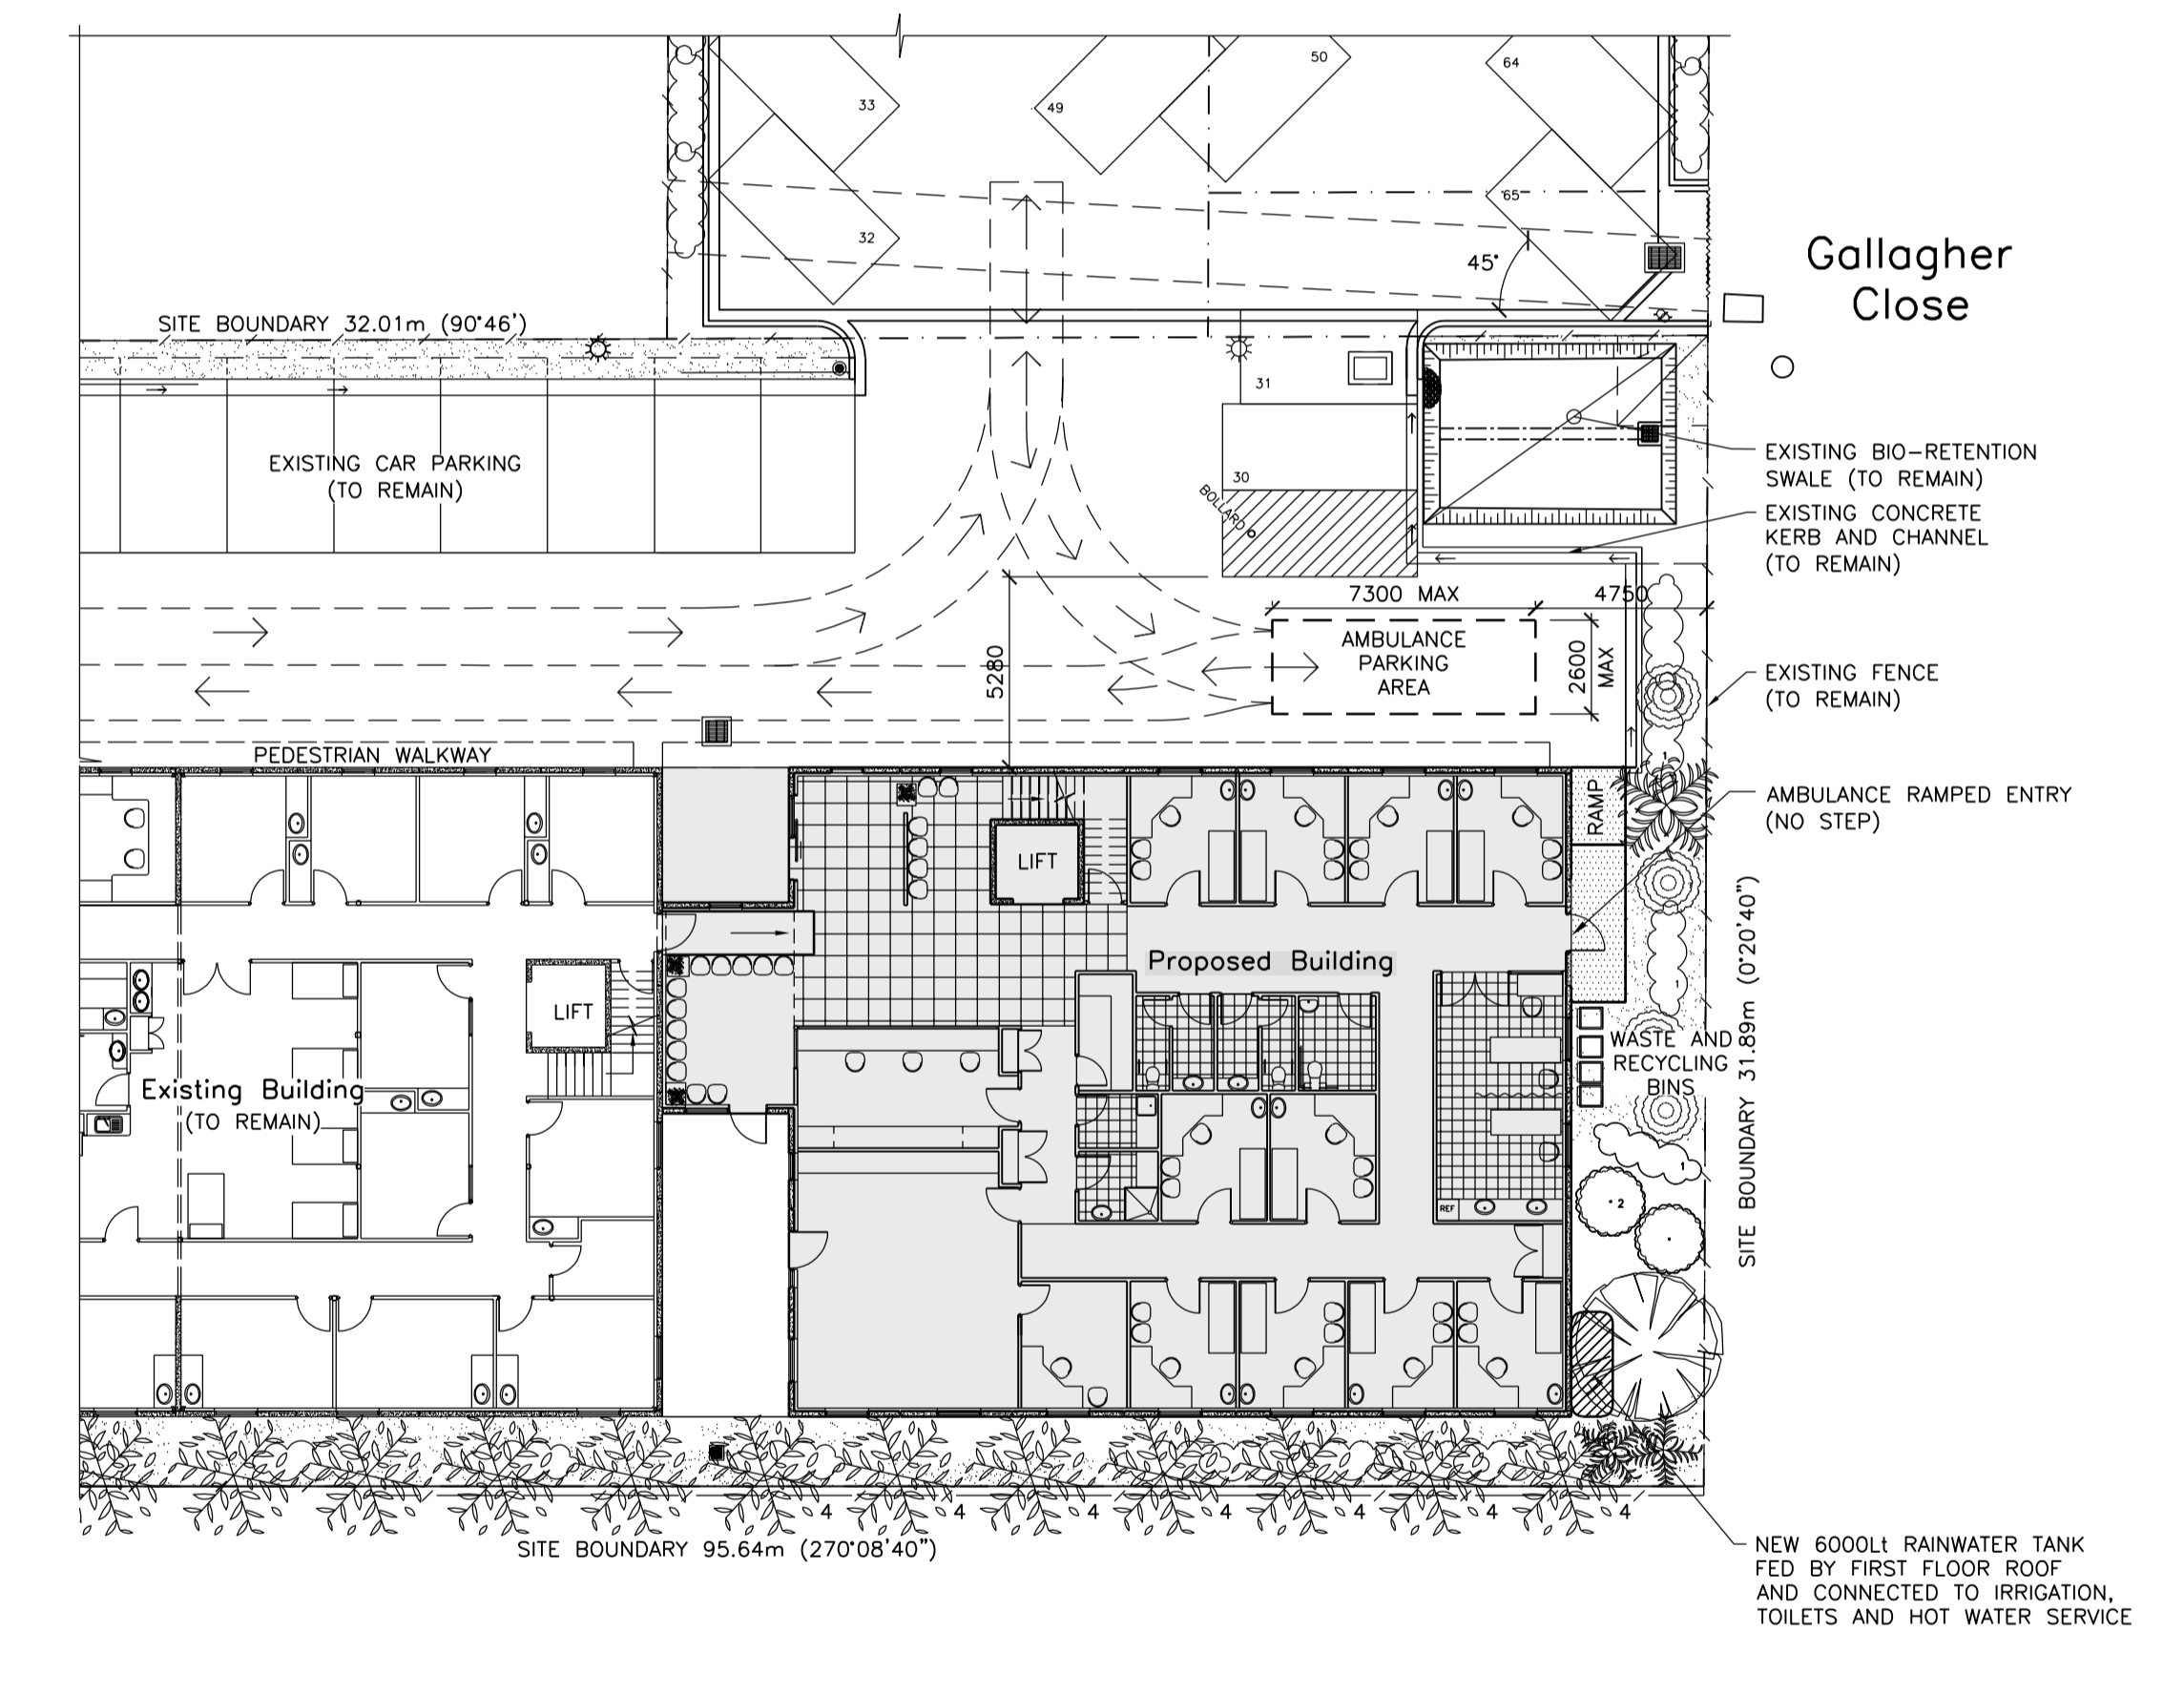 50
64
33
49
65
32
45°
Gallagher
Close
SITE BOUNDARY 32.01m (90°46')
31
EXISTING CAR PARKING
(TO REMAIN)
30
BOLLARD
EXISTING BIO-RETENTION
SWALE (TO REMAIN)
EXISTING CONCRETE
KERB AND CHANNEL
(TO REMAIN)
7300 MAX
4750
5280
AMBULANCE
PARKING
AREA
2600
MAX
EXISTING FENCE
(TO REMAIN)
PEDESTRIAN WALKWAY
1
RAMP
AMBULANCE RAMPED ENTRY
(NO STEP)
LIFT
Proposed Building
1
LIFT
SITE BOUNDARY 31.89m (0°20'40")
WASTE AND
RECYCLING
BINS
Existing Building
(TO REMAIN)
1
2
REF
4
4
4
4
4
4
4
SITE BOUNDARY 95.64m (270°08'40")
NEW 6000Lt RAINWATER TANK
FED BY FIRST FLOOR ROOF
AND CONNECTED TO IRRIGATION,
TOILETS AND HOT WATER SERVICE